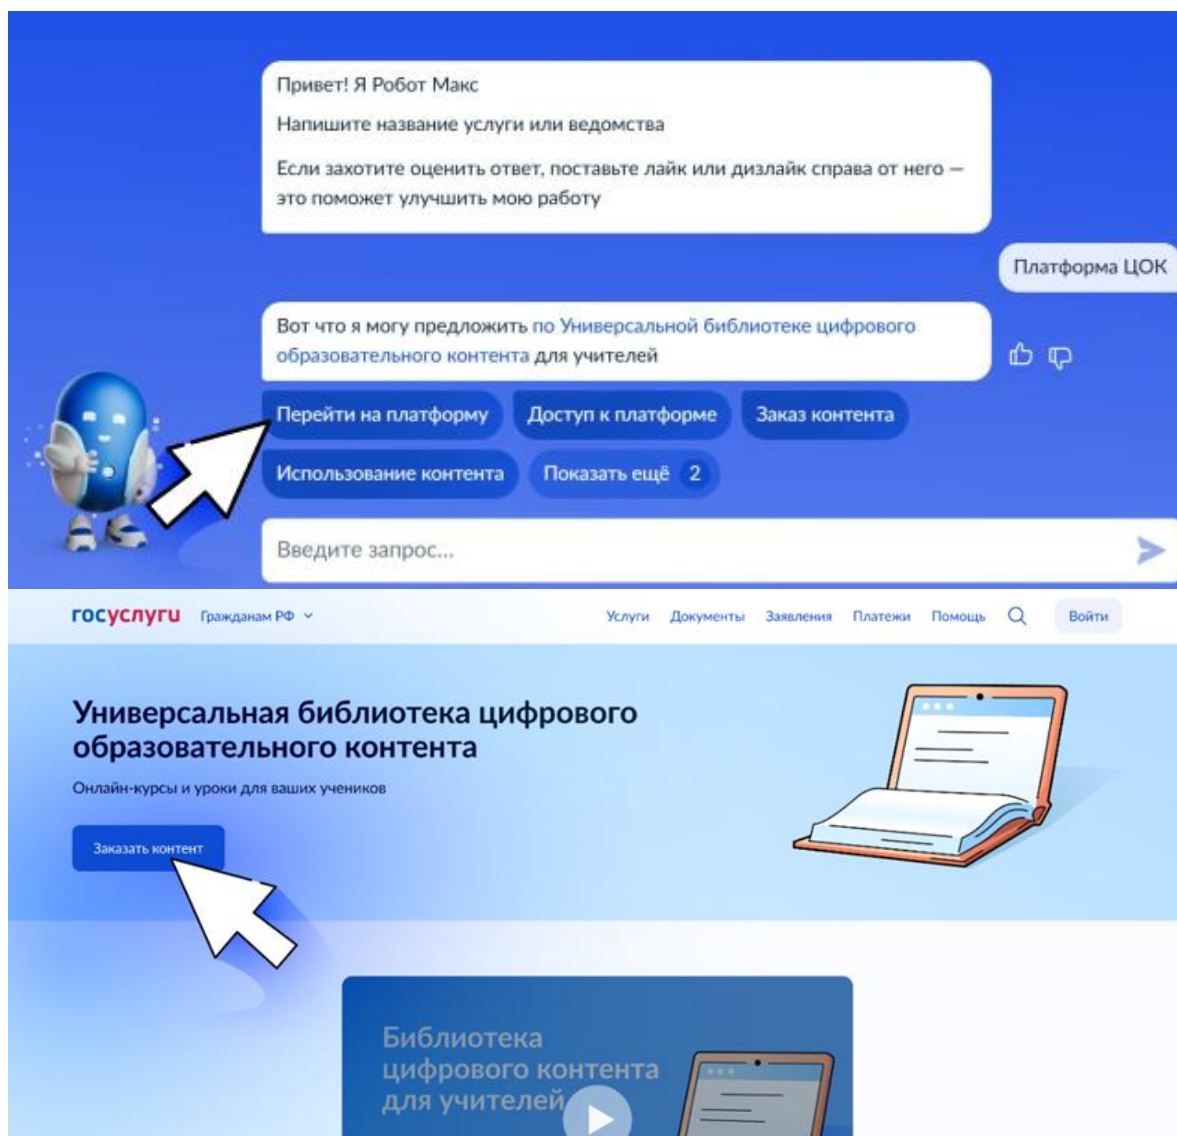 Привет! Я Робот Макс
Напишите название услуги или ведомства
Если захотите оценить ответ, поставьте лайк или дизлайк справа от него —
это поможет улучшить мою работу
Платформа ЦОК
Вот что я могу предложить по Универсальной библиотеке цифрового
образовательного контента для учителей
Перейти на платформу Доступ к платформе Заказ контента
Использование контента Показать ещё 2
Введите запрос...
госуслуги Гражданам РФ Услуги Документы Заявления Платежи Помощь Войти
Универсальная библиотека цифрового
образовательного контента
Онлайн-курсы и уроки для ваших учеников
Заказать контент
Библиотека
цифрового контента
для учителей